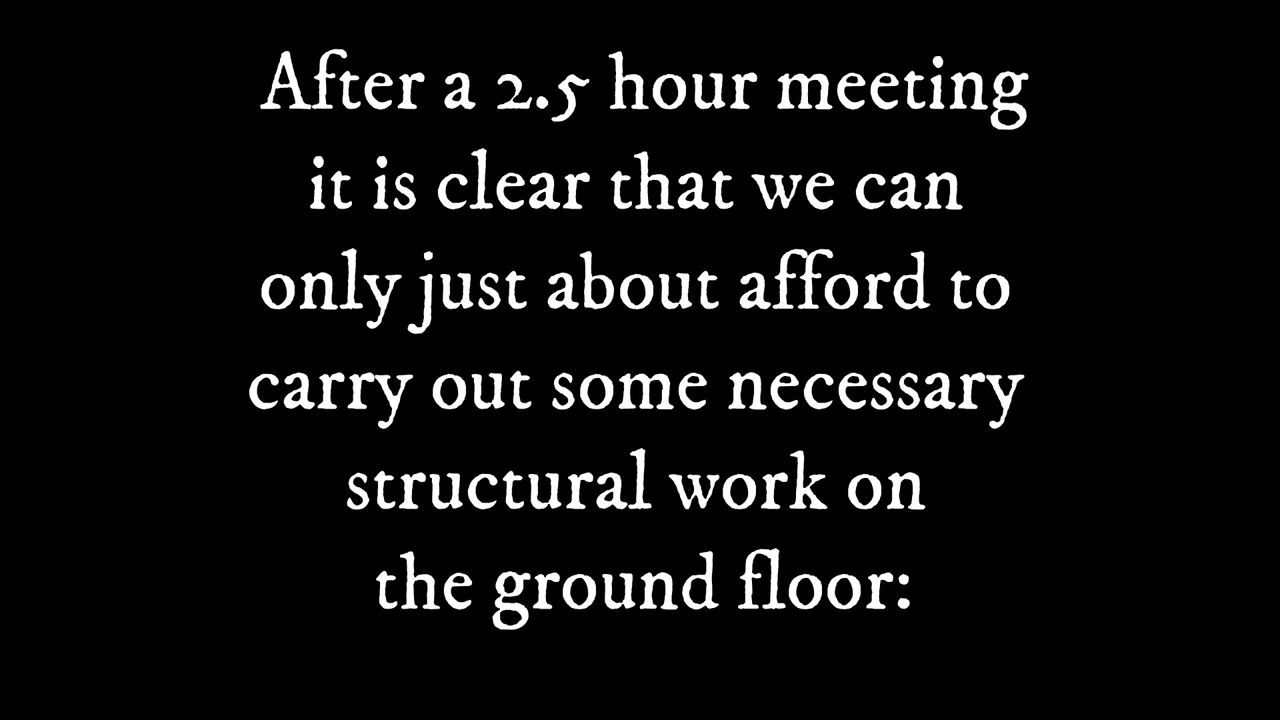 After a 2.5 hour meeting
it is clear that we can
only just about afford to
carry out some necessary
structural work on
the ground floor: